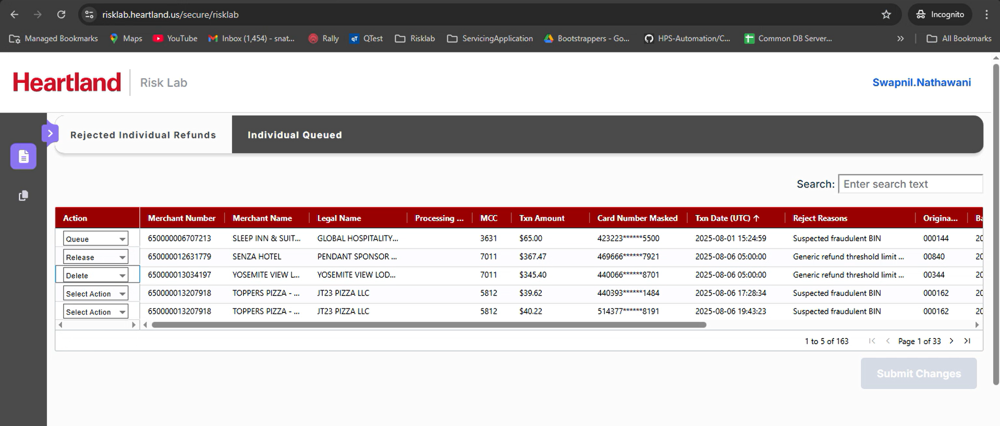 risklab.heartland.us/secure/risklab
Incognito
Managed Bookmarks Maps YouTube Inbox (1,454) - snat... Rally QTest Risklab ServicingApplication Bootstrappers - Go... HPS-Automation/C... Common DB Server... All Bookmarks
Heartland Risk Lab
Swapnil.Nathawani
Rejected Individual Refunds Individual Queued
Search: Enter search text
Action Merchant Number Merchant Name Legal Name Processing ... MCC Txn Amount Card Number Masked Txn Date (UTC) Reject Reasons Origina... Ba
Queue 650000006707213 SLEEP INN & SUIT... GLOBAL HOSPITALITY... 3631 $65.00 423223******5500 2025-08-01 15:24:59 Suspected fraudulent BIN 000144 20
Release 650000012631779 SENZA HOTEL PENDANT SPONSOR ... 7011 $367.47 469666******7921 2025-08-06 05:00:00 Generic refund threshold limit ... 00840 20
Delete 650000013034197 YOSEMITE VIEW L... YOSEMITE VIEW LOD... 7011 $345.40 440066******8701 2025-08-06 05:00:00 Generic refund threshold limit ... 00344 20
Select Action 650000013207918 TOPPERS PIZZA - ... JT23 PIZZA LLC 5812 $39.62 440393******1484 2025-08-06 17:28:34 Suspected fraudulent BIN 000162 20
Select Action 650000013207918 TOPPERS PIZZA - ... JT23 PIZZA LLC 5812 $40.22 514377******8191 2025-08-06 19:43:23 Suspected fraudulent BIN 000162 20
1 to 5 of 163 Page 1 of 33
Submit Changes